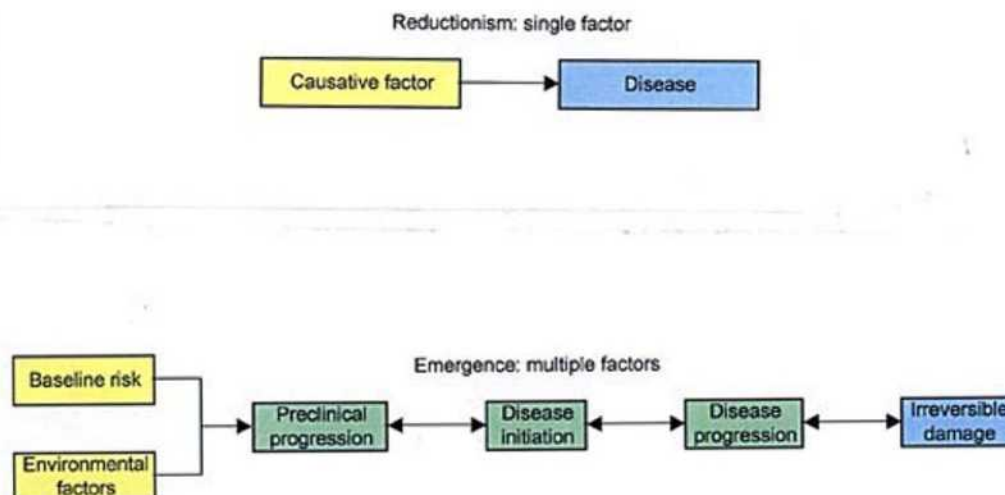 Reductionism: single factor
Causative factor
Disease
Emergence: multiple factors
Baseline risk
Environmental
factors
Preclinical
progression
Disease
initiation
Disease
progression
Irreversible
damage